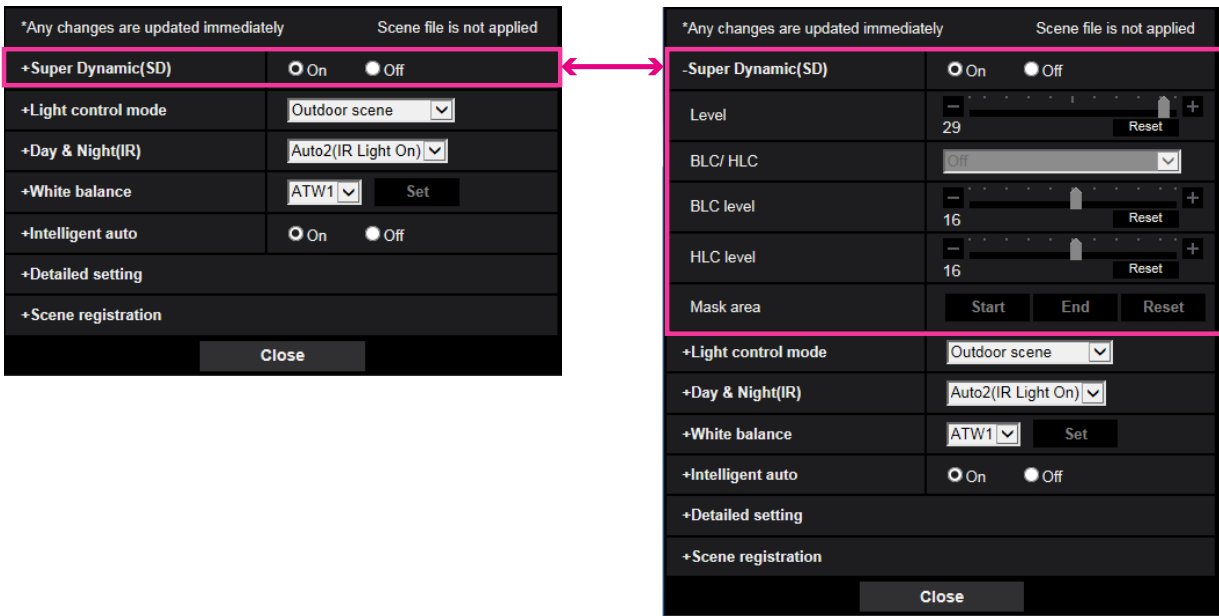 *Any changes are updated immediately Scene file is not applied
+Super Dynamic(SD) On Off
+Light control mode Outdoor scene
+Day & Night(IR) Auto2(IR Light On)
+White balance ATW1 Set
+Intelligent auto On Off
+Detailed setting
+Scene registration
Close
*Any changes are updated immediately Scene file is not applied
-Super Dynamic(SD) On Off
Level − +
29 Reset
BLC/ HLC Off
BLC level − +
16 Reset
HLC level − +
16 Reset
Mask area Start End Reset
+Light control mode Outdoor scene
+Day & Night(IR) Auto2(IR Light On)
+White balance ATW1 Set
+Intelligent auto On Off
+Detailed setting
+Scene registration
Close